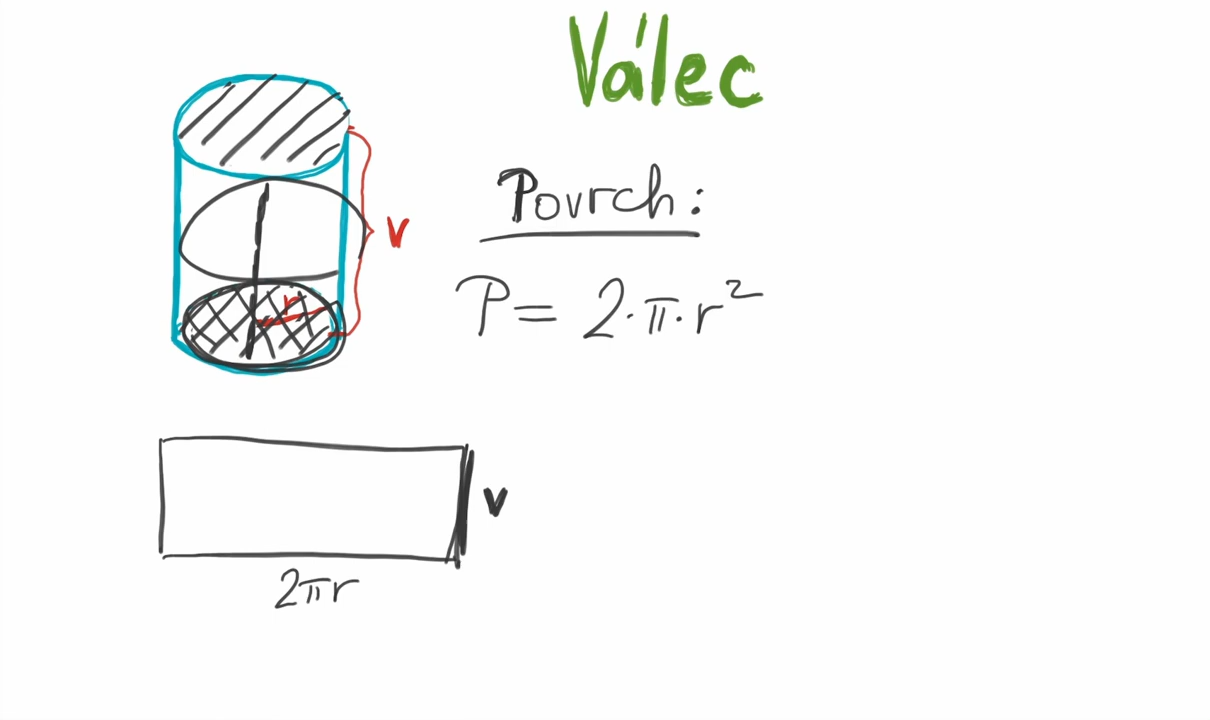 Válec
v
Povrch:
r
P = 2·π·r²
v
2πr